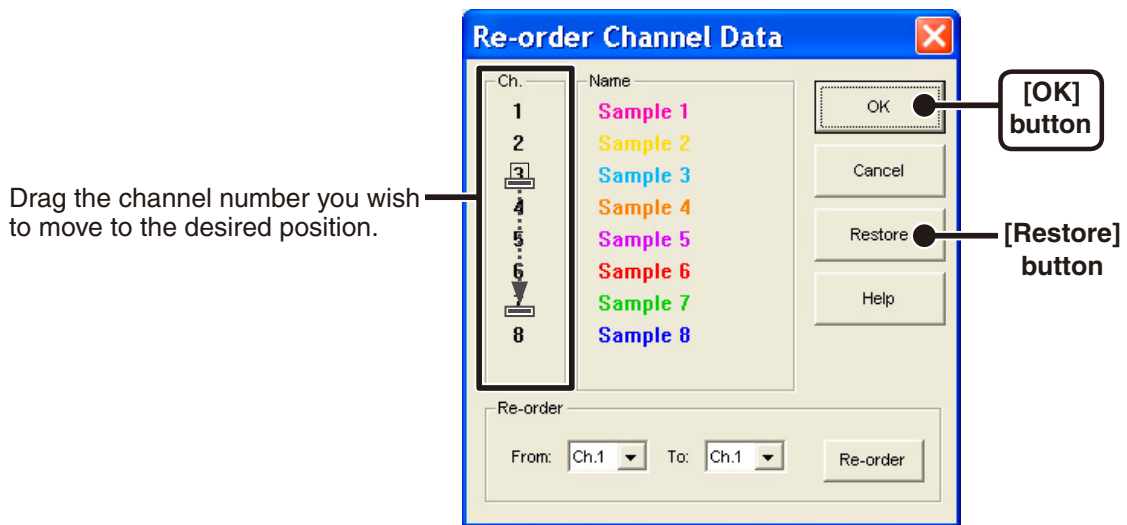 Re-order Channel Data
Ch.
Name
1 Sample 1
2 Sample 2
3 Sample 3
4 Sample 4
5 Sample 5
6 Sample 6
7 Sample 7
8 Sample 8
OK
Cancel
Restore
Help
[OK]
button
[Restore]
button
Drag the channel number you wish
to move to the desired position.
Re-order
From: Ch.1 To: Ch.1 Re-order